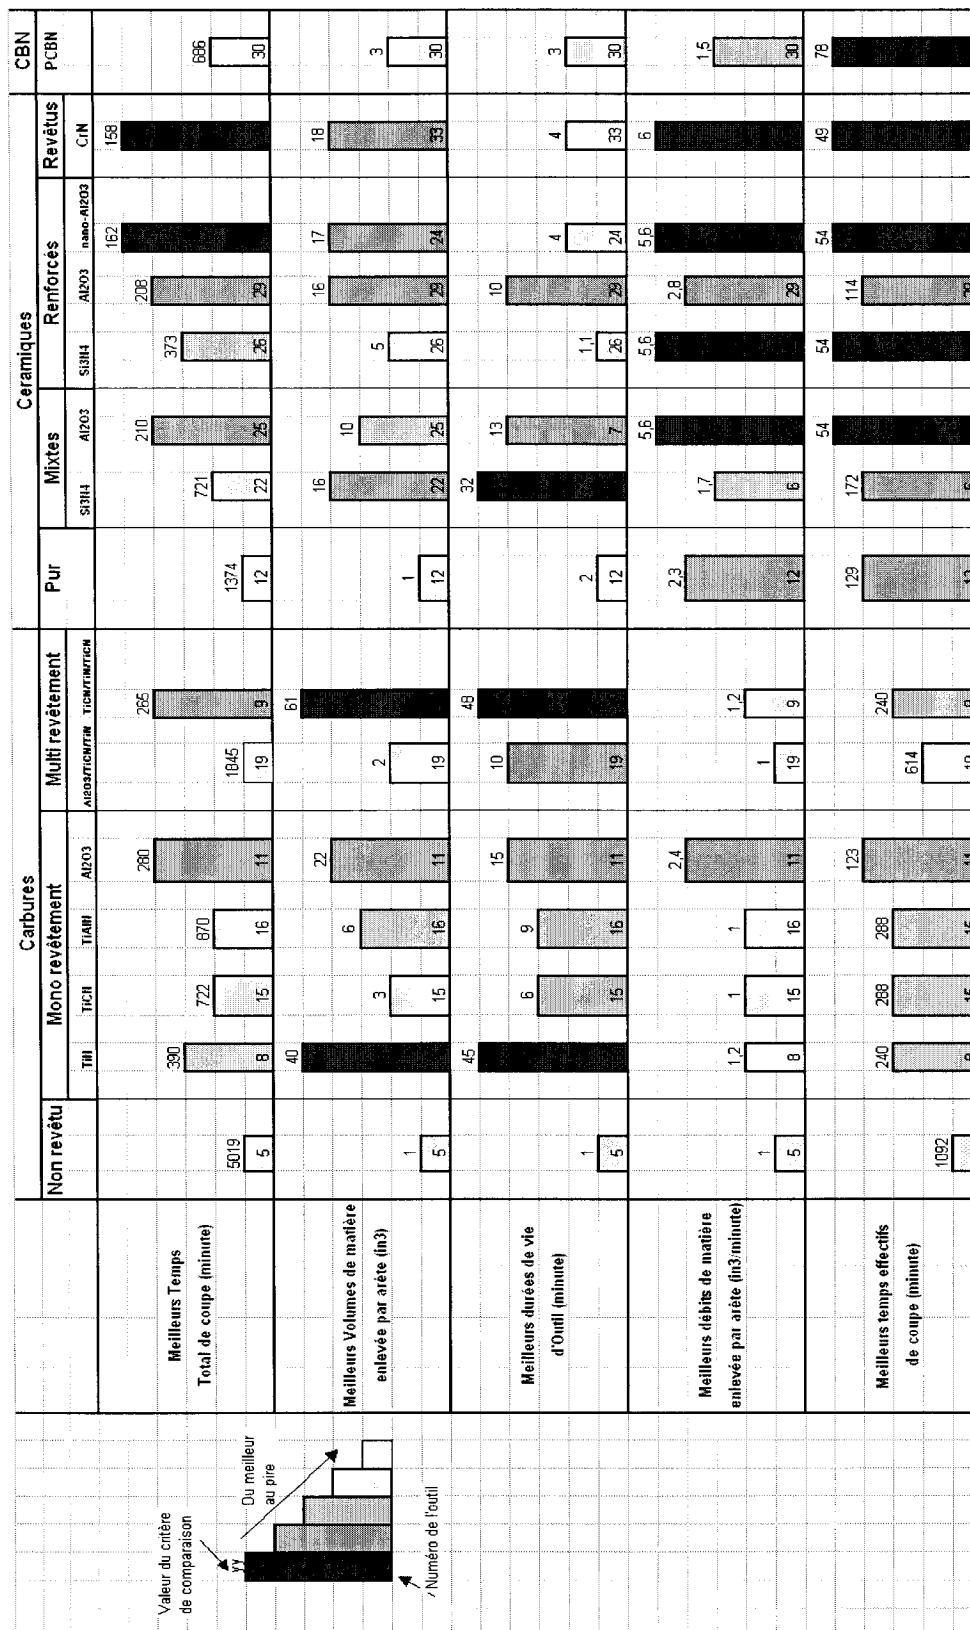 Carbures
Ceramiques
CBN
Non revêtu
Mono revêtement
Multi revêtement
Pur
Mixtes
Renforcés
Revêtus
PCBN
TiN
TiCN
TiAlN
Al2O3
Al2O3/TiCN/TiN
TiCN/TiN/TiCN
Si3N4
Al2O3
Si3N4
Al2O3
nano-Al2O3
CrN
Meilleurs Temps
Total de coupe (minute)
5019 390 722 870 280 1845 265 1374 721 210 373 208 162 158 686
5 8 15 16 11 19 9 12 22 25 26 29 30
Meilleurs Volumes de matière
enlevée par arête (in3)
1 40 3 6 22 2 61 1 16 10 5 16 17 18 3
5 15 16 11 19 12 22 25 26 29 24 33 30
Meilleurs durées de vie
d'Outil (minute)
1 45 6 9 15 10 48 2 32 13 1,1 10 4 4 3
5 15 16 11 19 12 7 26 29 24 33 30
Meilleurs débits de matière
enlevée par arête (in3/minute)
1 1,2 1 1 2,4 1 1,2 2,3 1,7 5,6 5,6 2,8 5,6 6 1,5
5 8 15 16 11 19 9 12 6 29 30
Meilleurs temps effectifs
de coupe (minute)
1092 240 288 288 123 614 240 129 172 54 54 114 54 49 78
Valeur du critère
de comparaison
Du meilleur
au pire
Numéro de l'outil